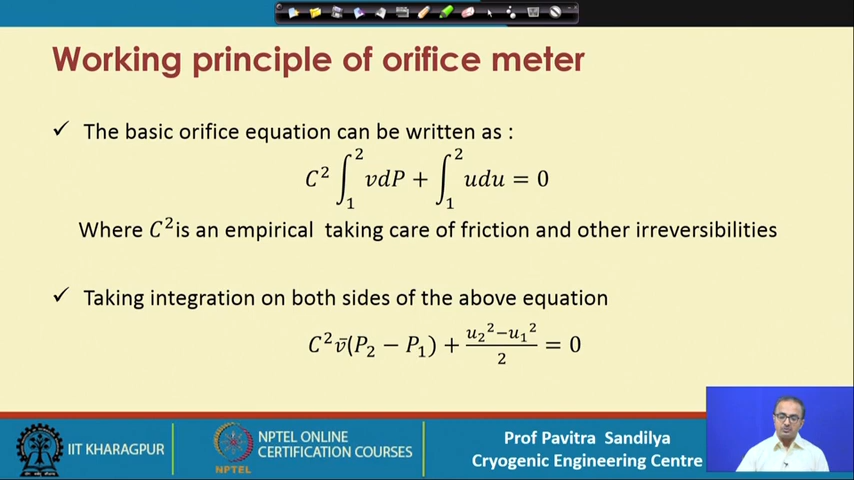 Working principle of orifice meter
✓ The basic orifice equation can be written as :
C² ∫₁² vdP + ∫₁² udu = 0
Where C² is an empirical taking care of friction and other irreversibilities
✓ Taking integration on both sides of the above equation
C² v̄(P₂ − P₁) + (u₂² − u₁²)/2 = 0
IIT KHARAGPUR
NPTEL
NPTEL ONLINE
CERTIFICATION COURSES
Prof Pavitra Sandilya
Cryogenic Engineering Centre